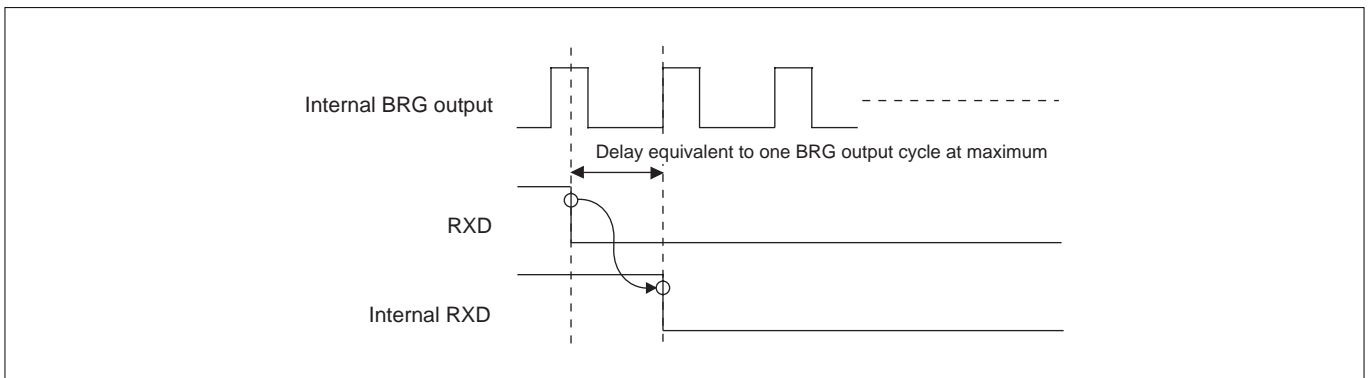 Internal BRG output
Delay equivalent to one BRG output cycle at maximum
RXD
Internal RXD